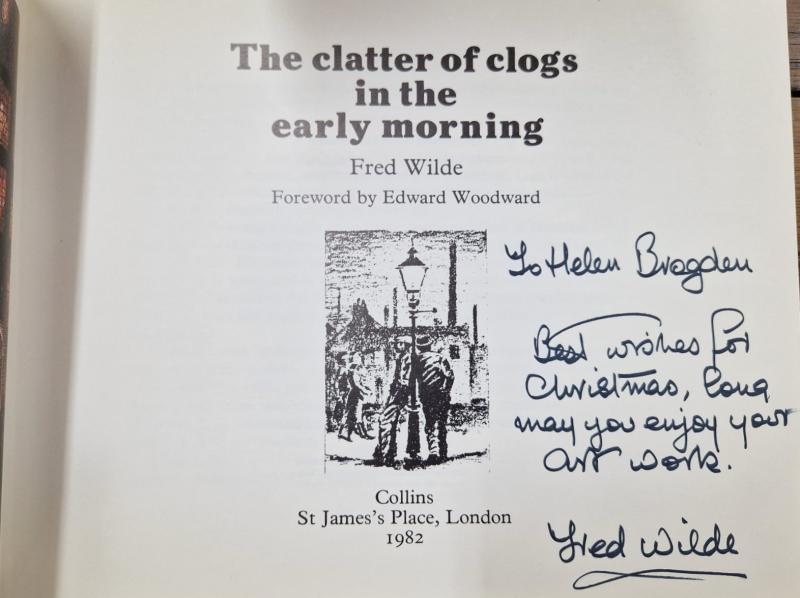 The clatter of clogs
in the
early morning
Fred Wilde
Foreword by Edward Woodward
To Helen Bragden
Best wishes for
Christmas, long
may you enjoy your
art work.
Fred Wilde
Collins
St James's Place, London
1982